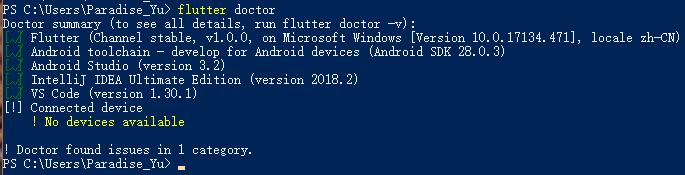 PS C:\Users\Paradise_Yu> flutter doctor
Doctor summary (to see all details, run flutter doctor -v):
[√] Flutter (Channel stable, v1.0.0, on Microsoft Windows [Version 10.0.17134.471], locale zh-CN)
[√] Android toolchain - develop for Android devices (Android SDK 28.0.3)
[√] Android Studio (version 3.2)
[√] IntelliJ IDEA Ultimate Edition (version 2018.2)
[√] VS Code (version 1.30.1)
[!] Connected device
! No devices available
! Doctor found issues in 1 category.
PS C:\Users\Paradise_Yu>